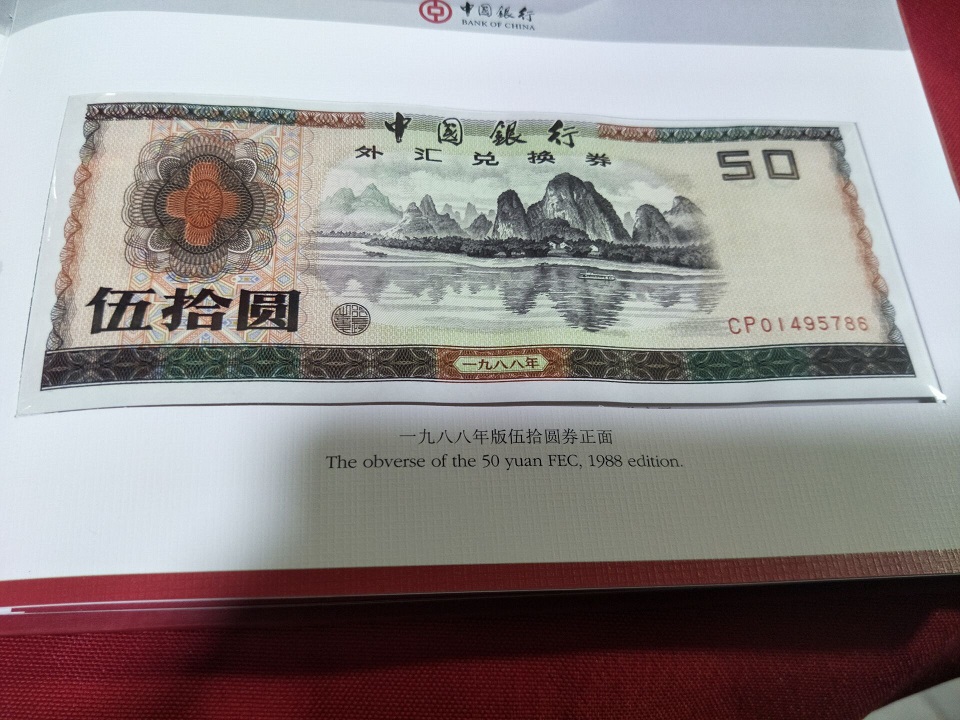 中国银行
BANK OF CHINA
中國銀行
外汇兑换券
50
伍拾圆
CP01495786
一九八八年
一九八八年版伍拾圆券正面
The obverse of the 50 yuan FEC, 1988 edition.